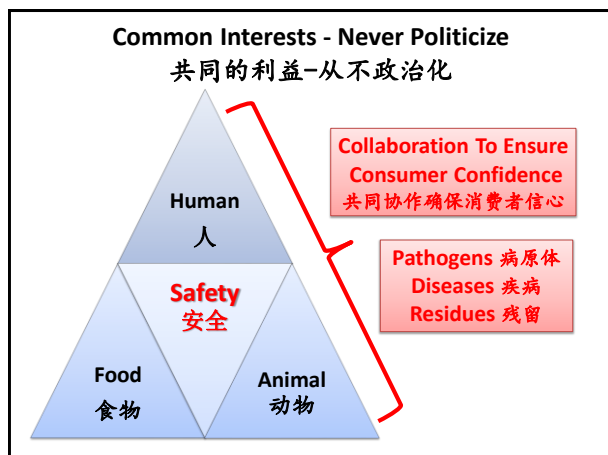 Common Interests - Never Politicize
共同的利益-从不政治化
Human
人
Safety
安全
Food
食物
Animal
动物
Collaboration To Ensure
Consumer Confidence
共同协作确保消费者信心
Pathogens 病原体
Diseases 疾病
Residues 残留